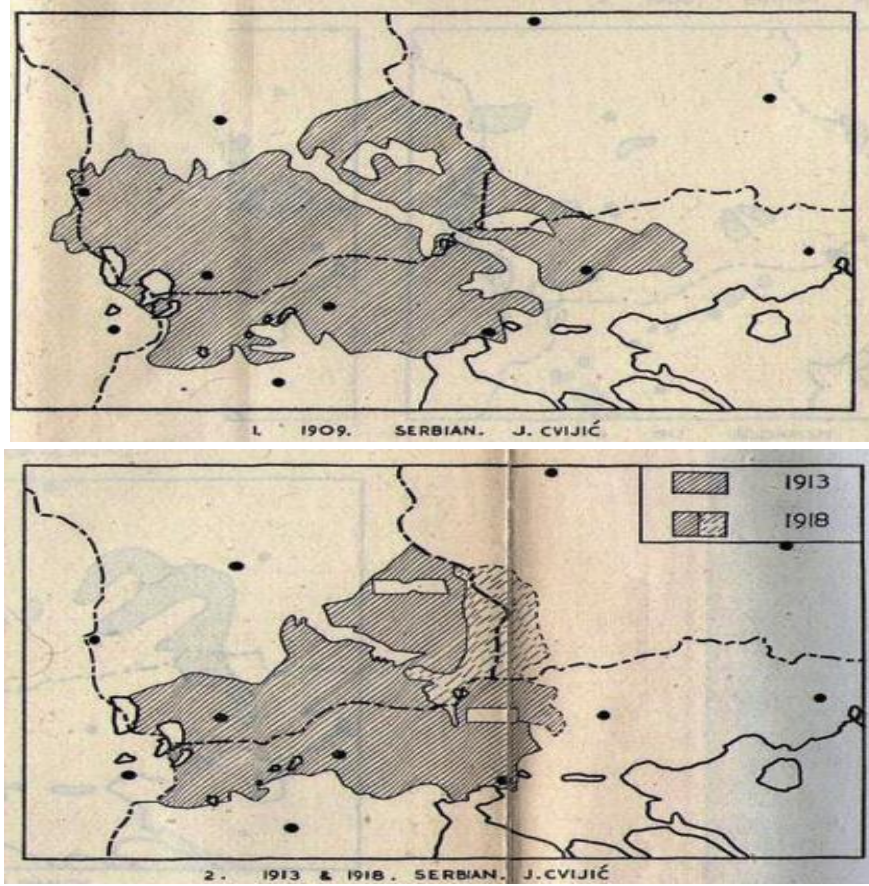 1. 1909. SERBIAN. J. CVIJIĆ
1913
1918
2. 1913 & 1918. SERBIAN. J. CVIJIĆ